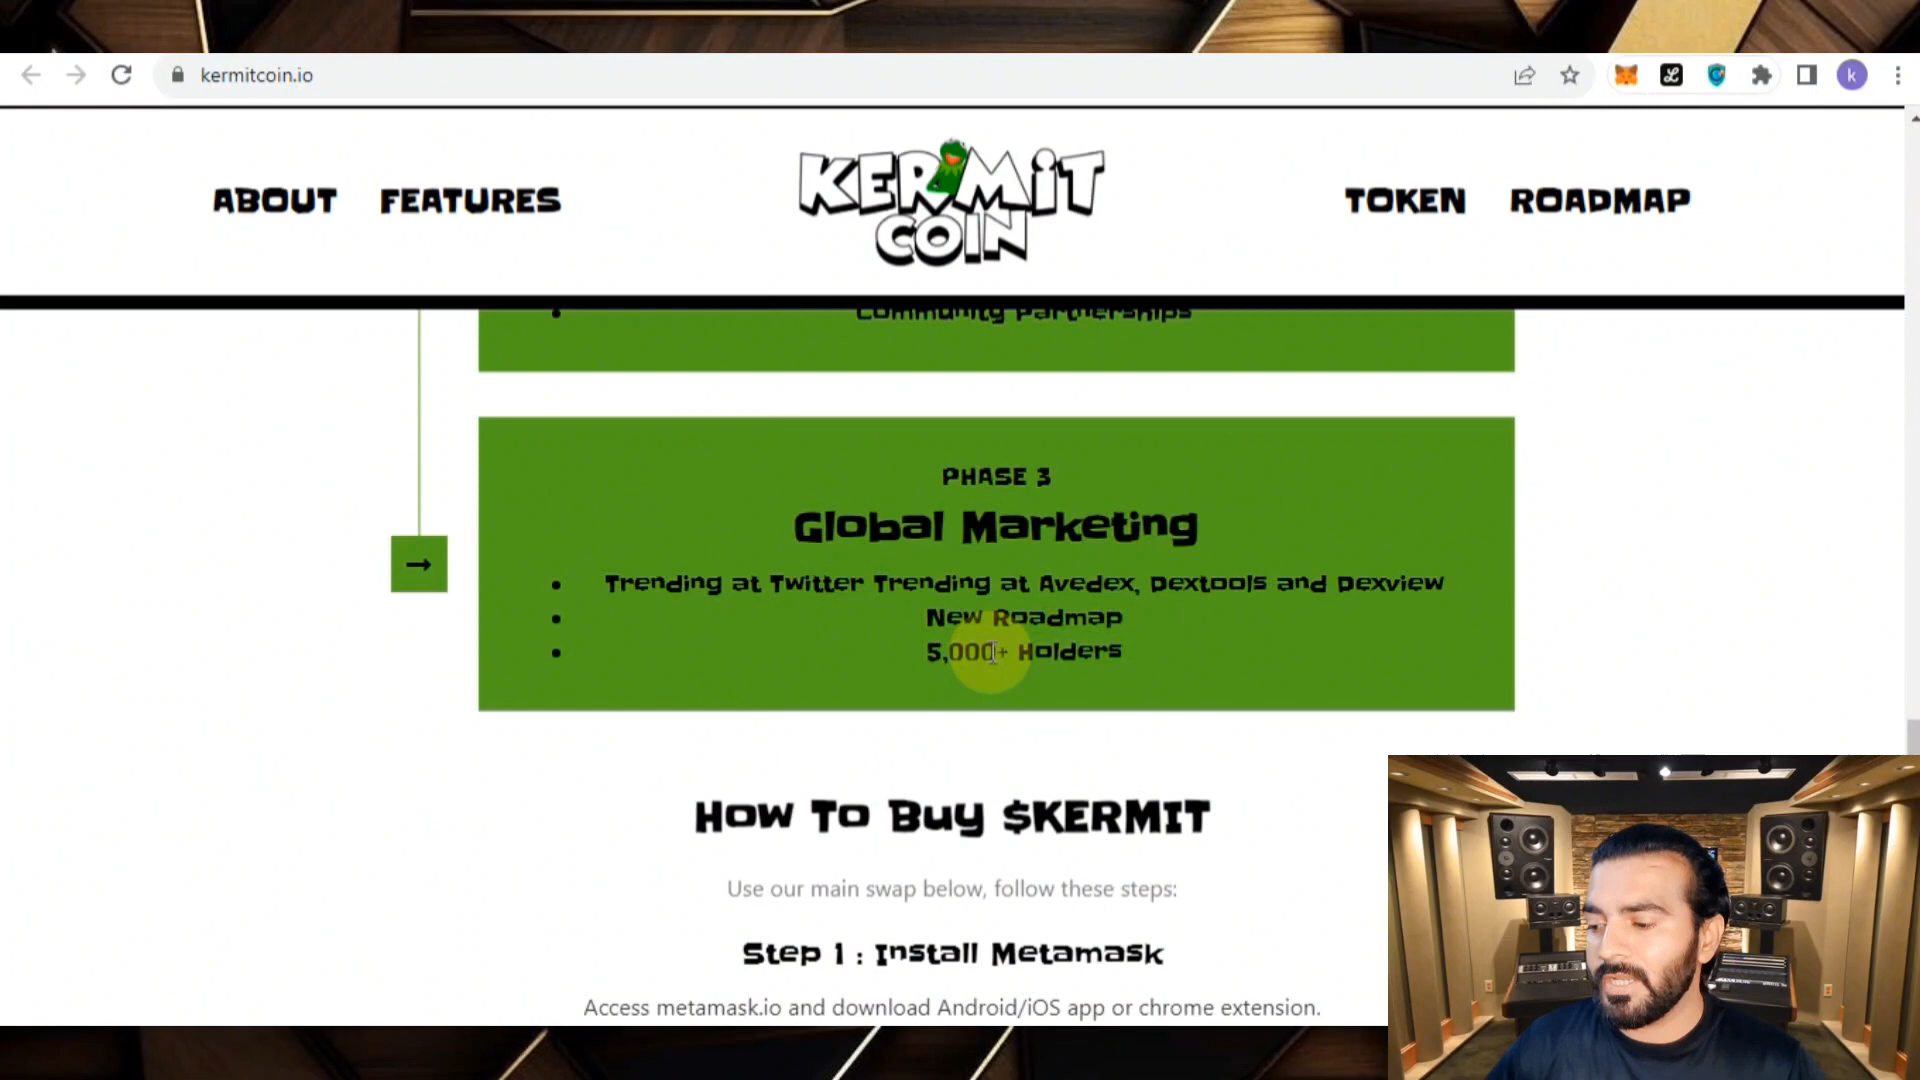 kermitcoin.io
k
ABOUT FEATURES
KERMIT
COIN
TOKEN ROADMAP
Community Partnerships
PHASE 3
Global Marketing
Trending at Twitter Trending at Avedex, Dextools and Dexview
New Roadmap
5,000+ Holders
How To Buy $KERMIT
Use our main swap below, follow these steps:
Step 1 : Install Metamask
Access metamask.io and download Android/iOS app or chrome extension.